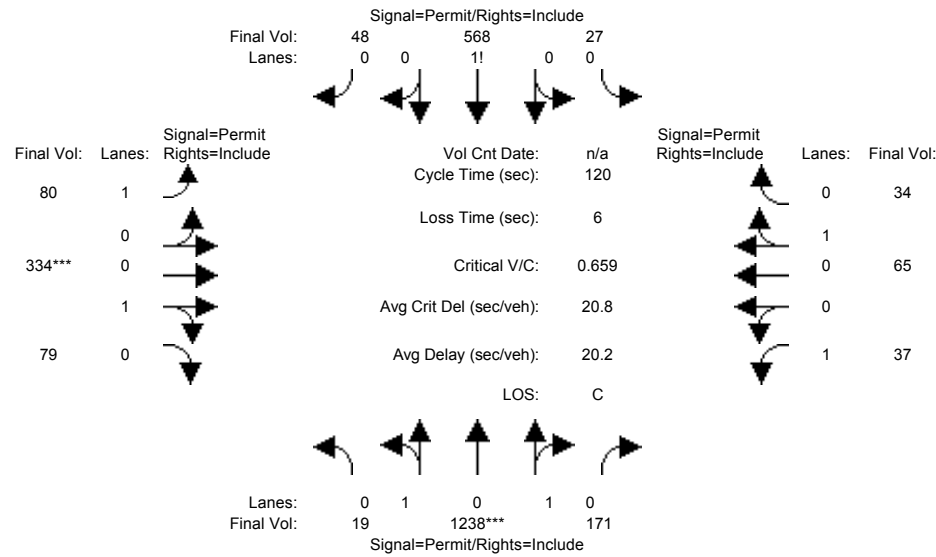 Signal=Permit/Rights=Include
Final Vol: 48 568 27
Lanes: 0 0 1! 0 0
Signal=Permit Signal=Permit
Final Vol: Lanes: Rights=Include Vol Cnt Date: n/a Rights=Include Lanes: Final Vol:
Cycle Time (sec): 120
80 1 0 34
Loss Time (sec): 6
0 1
334*** 0 Critical V/C: 0.659 0 65
1 Avg Crit Del (sec/veh): 20.8 0
79 0 Avg Delay (sec/veh): 20.2 1 37
LOS: C
Lanes: 0 1 0 1 0
Final Vol: 19 1238*** 171
Signal=Permit/Rights=Include